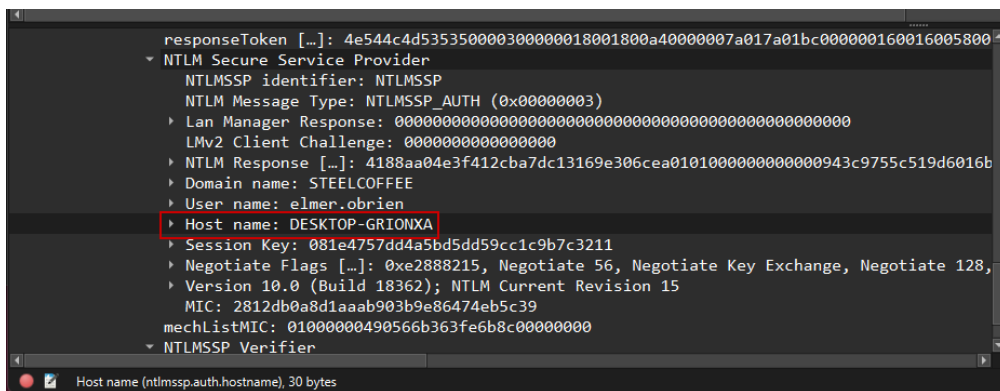 responseToken […]: 4e544c4d535350000300000018001800a40000007a017a01bc000000160016005800
NTLM Secure Service Provider
NTLMSSP identifier: NTLMSSP
NTLM Message Type: NTLMSSP_AUTH (0x00000003)
Lan Manager Response: 000000000000000000000000000000000000000000000000
LMv2 Client Challenge: 0000000000000000
NTLM Response […]: 4188aa04e3f412cba7dc13169e306cea0101000000000000943c9755c519d6016b
Domain name: STEELCOFFEE
User name: elmer.obrien
Host name: DESKTOP-GRIONXA
Session Key: 081e4757dd4a5bd5dd59cc1c9b7c3211
Negotiate Flags […]: 0xe2888215, Negotiate 56, Negotiate Key Exchange, Negotiate 128,
Version 10.0 (Build 18362); NTLM Current Revision 15
MIC: 2812db0a8d1aaab903b9e86474eb5c39
mechListMIC: 01000000490566b363fe6b8c00000000
NTLMSSP Verifier
Host name (ntlmssp.auth.hostname), 30 bytes